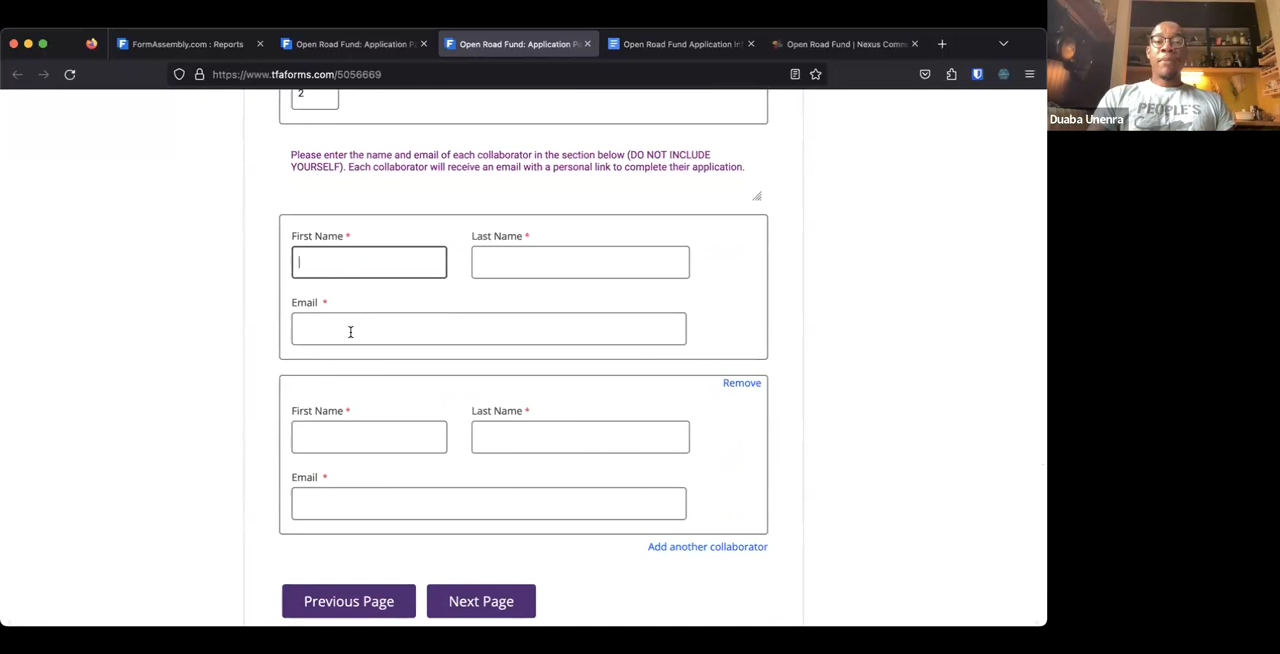 FormAssembly.com : Reports
Open Road Fund: Application P
Open Road Fund: Application P
Open Road Fund Application In
Open Road Fund | Nexus Comm
https://www.tfaforms.com/5056669
2
Please enter the name and email of each collaborator in the section below (DO NOT INCLUDE
YOURSELF). Each collaborator will receive an email with a personal link to complete their application.
First Name *
Last Name *
Email *
Remove
First Name *
Last Name *
Email *
Add another collaborator
Previous Page
Next Page
PEOPLE'S
Duaba Unenra